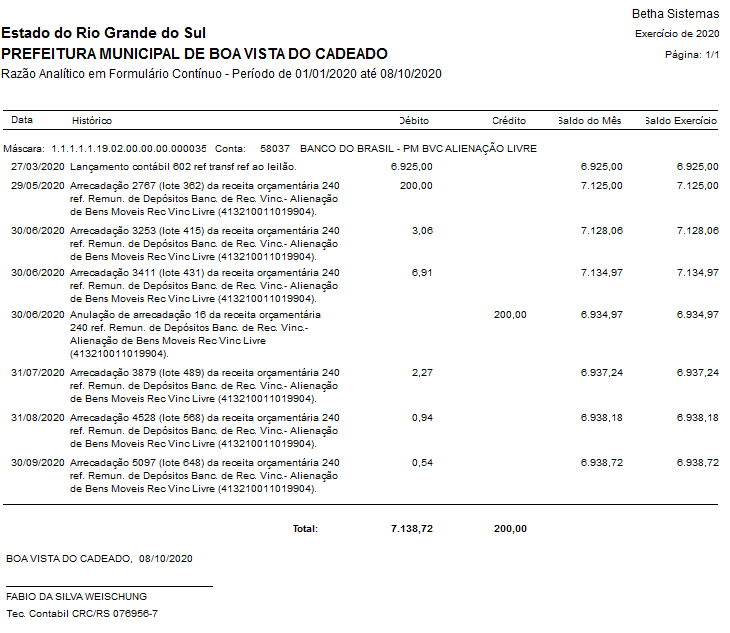 Betha Sistemas
Estado do Rio Grande do Sul
Exercício de 2020
PREFEITURA MUNICIPAL DE BOA VISTA DO CADEADO
Página: 1/1
Razão Analítico em Formulário Contínuo - Período de 01/01/2020 até 08/10/2020
Data Histórico Débito Crédito Saldo do Mês Saldo Exercício
Máscara: 1.1.1.1.1.19.02.00.00.00.000035 Conta: 58037 BANCO DO BRASIL - PM BVC ALIENAÇÃO LIVRE
27/03/2020 Lançamento contábil 602 ref transf ref ao leilão. 6.925,00 6.925,00 6.925,00
29/05/2020 Arrecadação 2767 (lote 362) da receita orçamentária 240 200,00 7.125,00 7.125,00
ref. Remun. de Depósitos Banc. de Rec. Vinc.- Alienação
de Bens Moveis Rec Vinc Livre (413210011019904).
30/06/2020 Arrecadação 3253 (lote 415) da receita orçamentária 240 3,06 7.128,06 7.128,06
ref. Remun. de Depósitos Banc. de Rec. Vinc.- Alienação
de Bens Moveis Rec Vinc Livre (413210011019904).
30/06/2020 Arrecadação 3411 (lote 431) da receita orçamentária 240 6,91 7.134,97 7.134,97
ref. Remun. de Depósitos Banc. de Rec. Vinc.- Alienação
de Bens Moveis Rec Vinc Livre (413210011019904).
30/06/2020 Anulação de arrecadação 16 da receita orçamentária 200,00 6.934,97 6.934,97
240 ref. Remun. de Depósitos Banc. de Rec. Vinc.-
Alienação de Bens Moveis Rec Vinc Livre
(413210011019904).
31/07/2020 Arrecadação 3879 (lote 489) da receita orçamentária 240 2,27 6.937,24 6.937,24
ref. Remun. de Depósitos Banc. de Rec. Vinc.- Alienação
de Bens Moveis Rec Vinc Livre (413210011019904).
31/08/2020 Arrecadação 4528 (lote 568) da receita orçamentária 240 0,94 6.938,18 6.938,18
ref. Remun. de Depósitos Banc. de Rec. Vinc.- Alienação
de Bens Moveis Rec Vinc Livre (413210011019904).
30/09/2020 Arrecadação 5097 (lote 648) da receita orçamentária 240 0,54 6.938,72 6.938,72
ref. Remun. de Depósitos Banc. de Rec. Vinc.- Alienação
de Bens Moveis Rec Vinc Livre (413210011019904).
Total: 7.138,72 200,00
BOA VISTA DO CADEADO, 08/10/2020
FABIO DA SILVA WEISCHUNG
Tec. Contabil CRC/RS 076956-7